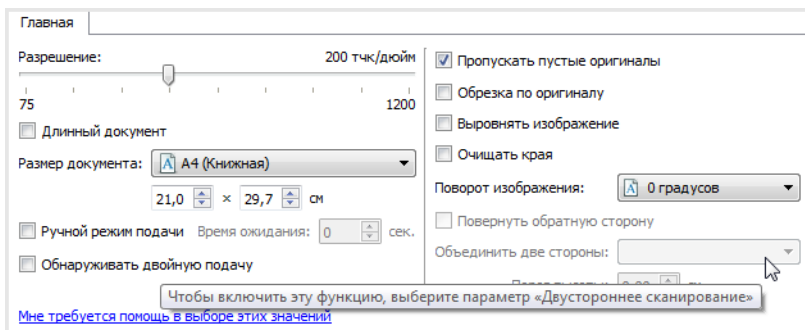 Главная
Разрешение: 200 тчк/дюйм
75 1200
Длинный документ
Размер документа: A4 (Книжная)
21,0 × 29,7 см
Ручной режим подачи Время ожидания: 0 сек.
Обнаруживать двойную подачу
Мне требуется помощь в выборе этих значений
Пропускать пустые оригиналы
Обрезка по оригиналу
Выровнять изображение
Очищать края
Поворот изображения: 0 градусов
Повернуть обратную сторону
Объединить две стороны:
Чтобы включить эту функцию, выберите параметр «Двустороннее сканирование»